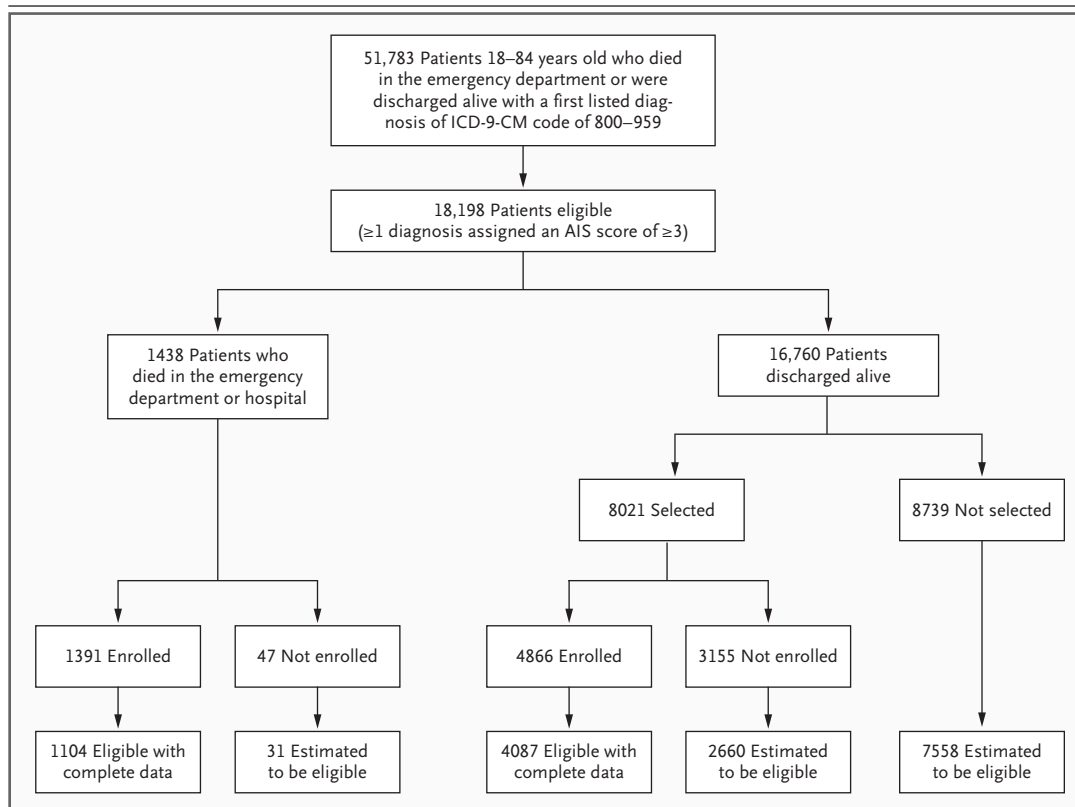 51,783 Patients 18–84 years old who died
in the emergency department or were
discharged alive with a first listed diag-
nosis of ICD-9-CM code of 800–959
18,198 Patients eligible
(≥1 diagnosis assigned an AIS score of ≥3)
1438 Patients who
died in the emergency
department or hospital
16,760 Patients
discharged alive
8021 Selected
8739 Not selected
1391 Enrolled
47 Not enrolled
4866 Enrolled
3155 Not enrolled
1104 Eligible with
complete data
31 Estimated
to be eligible
4087 Eligible with
complete data
2660 Estimated
to be eligible
7558 Estimated
to be eligible